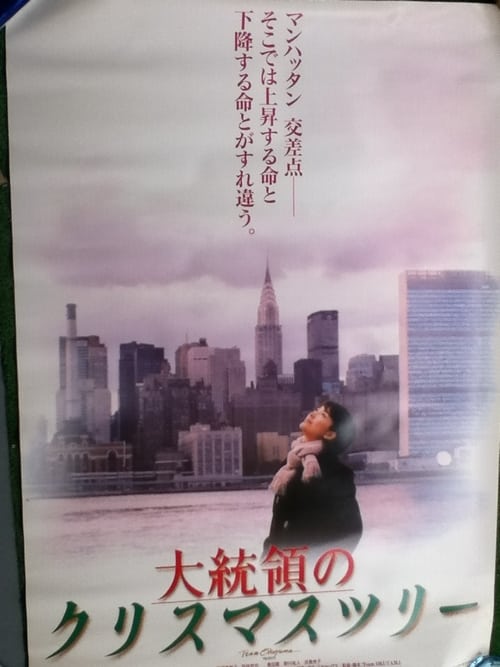 マンハッタン 交差点――
そこでは上昇する命と
下降する命とがすれ違う。
大統領の
クリスマスツリー